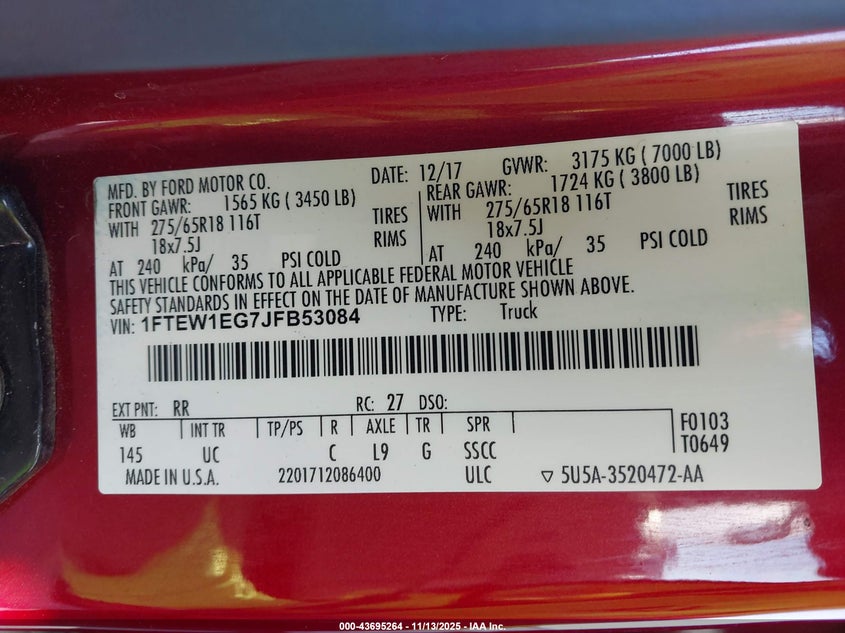 MFD. BY FORD MOTOR CO. DATE: 12/17 GVWR: 3175 KG ( 7000 LB)
FRONT GAWR: 1565 KG ( 3450 LB) REAR GAWR: 1724 KG ( 3800 LB)
WITH 275/65R18 116T TIRES WITH 275/65R18 116T TIRES
18x7.5J RIMS 18x7.5J RIMS
AT 240 kPa/ 35 PSI COLD AT 240 kPa/ 35 PSI COLD
THIS VEHICLE CONFORMS TO ALL APPLICABLE FEDERAL MOTOR VEHICLE
SAFETY STANDARDS IN EFFECT ON THE DATE OF MANUFACTURE SHOWN ABOVE.
VIN: 1FTEW1EG7JFB53084 TYPE: Truck
EXT PNT: RR RC: 27 DSO:
WB INT TR TP/PS R AXLE TR SPR F0103
145 UC C L9 G SSCC T0649
MADE IN U.S.A. 2201712086400 ULC ▽ 5U5A-3520472-AA
000-43695264 - 11/13/2025 - IAA Inc.